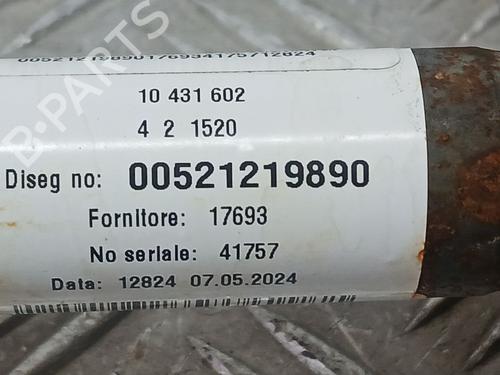 00521219890176934175712824
10 431 602
4 2 1520
Diseg no: 00521219890
Fornitore: 17693
No seriale: 41757
Data: 12824 07.05.2024
B-PARTS